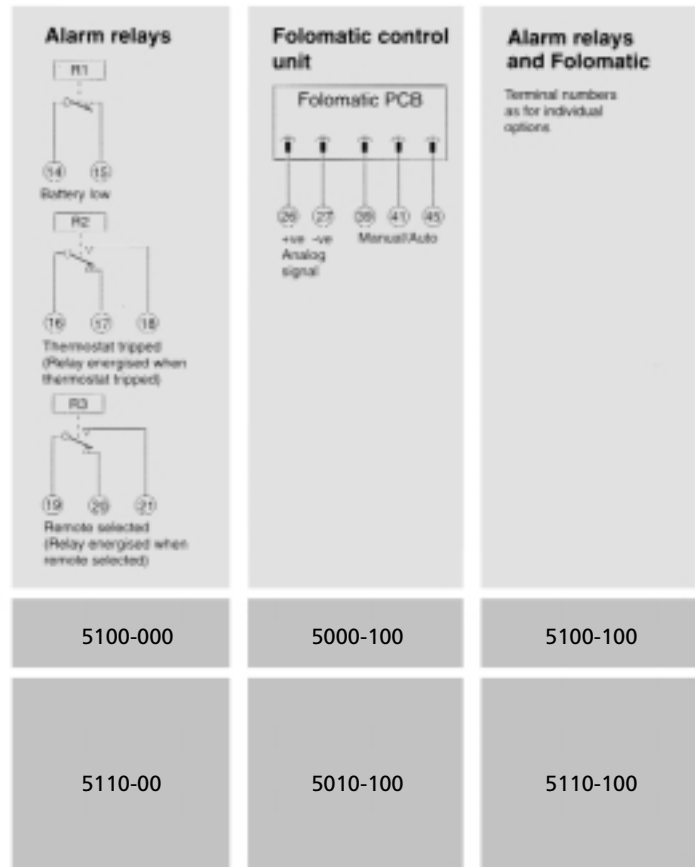 Alarm relays
R1
14 15
Battery low
R2
16 17 18
Thermostat tripped
(Relay energised when
thermostat tripped)
R3
19 20 21
Remote selected
(Relay energised when
remote selected)
Folomatic control
unit
Folomatic PCB
26 27 39 41 45
+ve -ve Manual/Auto
Analog
signal
Alarm relays
and Folomatic
Terminal numbers
as for individual
options
5100-000 5000-100 5100-100
5110-00 5010-100 5110-100